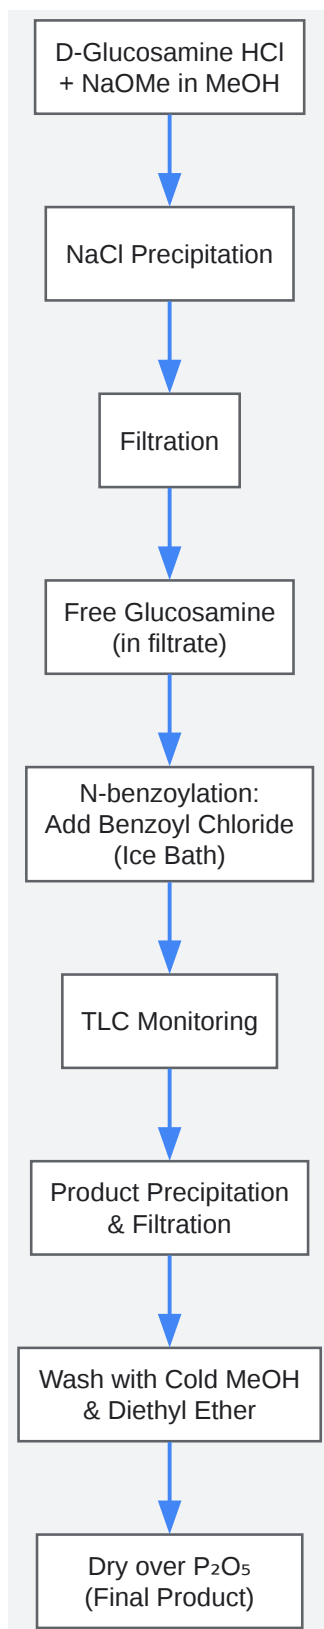 D-Glucosamine HCl
+ NaOMe in MeOH
NaCl Precipitation
Filtration
Free Glucosamine
(in filtrate)
N-benzoylation:
Add Benzoyl Chloride
(Ice Bath)
TLC Monitoring
Product Precipitation
& Filtration
Wash with Cold MeOH
& Diethyl Ether
Dry over P₂O₅
(Final Product)